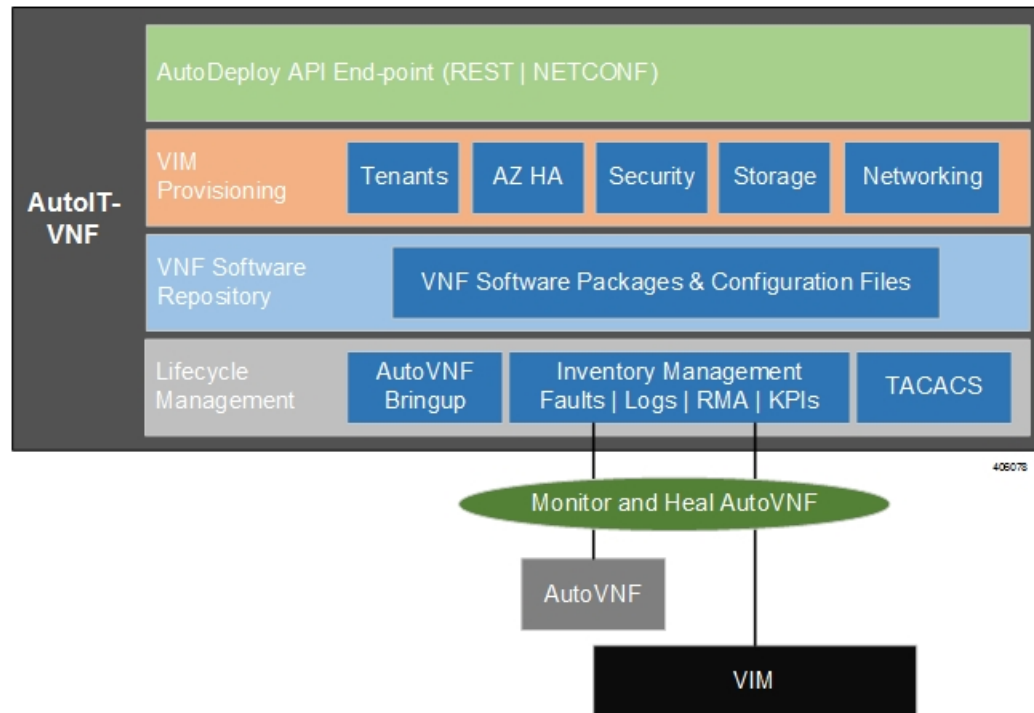 AutoIT-
VNF
AutoDeploy API End-point (REST | NETCONF)
VIM
Provisioning
Tenants
AZ HA
Security
Storage
Networking
VNF Software
Repository
VNF Software Packages & Configuration Files
Lifecycle
Management
AutoVNF
Bringup
Inventory Management
Faults | Logs | RMA | KPIs
TACACS
406078
Monitor and Heal AutoVNF
AutoVNF
VIM